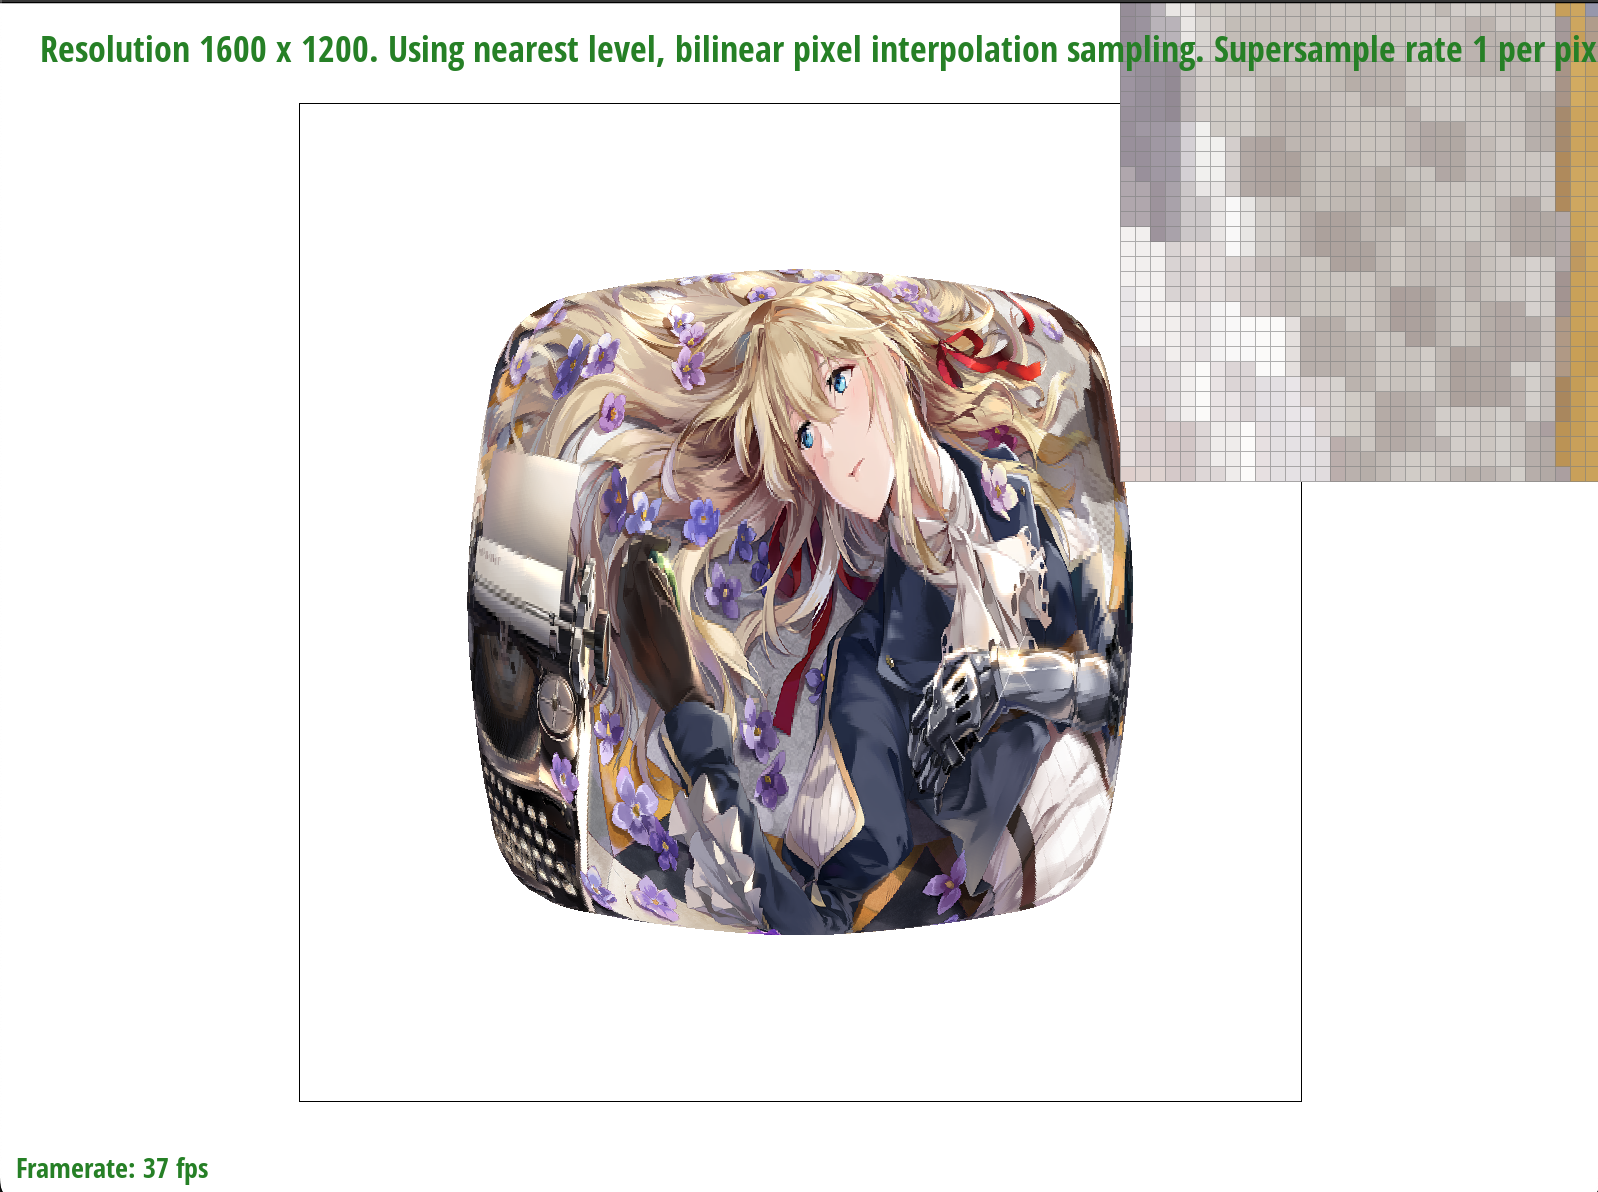 Resolution 1600 x 1200. Using nearest level, bilinear pixel interpolation sampling. Supersample rate 1 per pix
Framerate: 37 fps